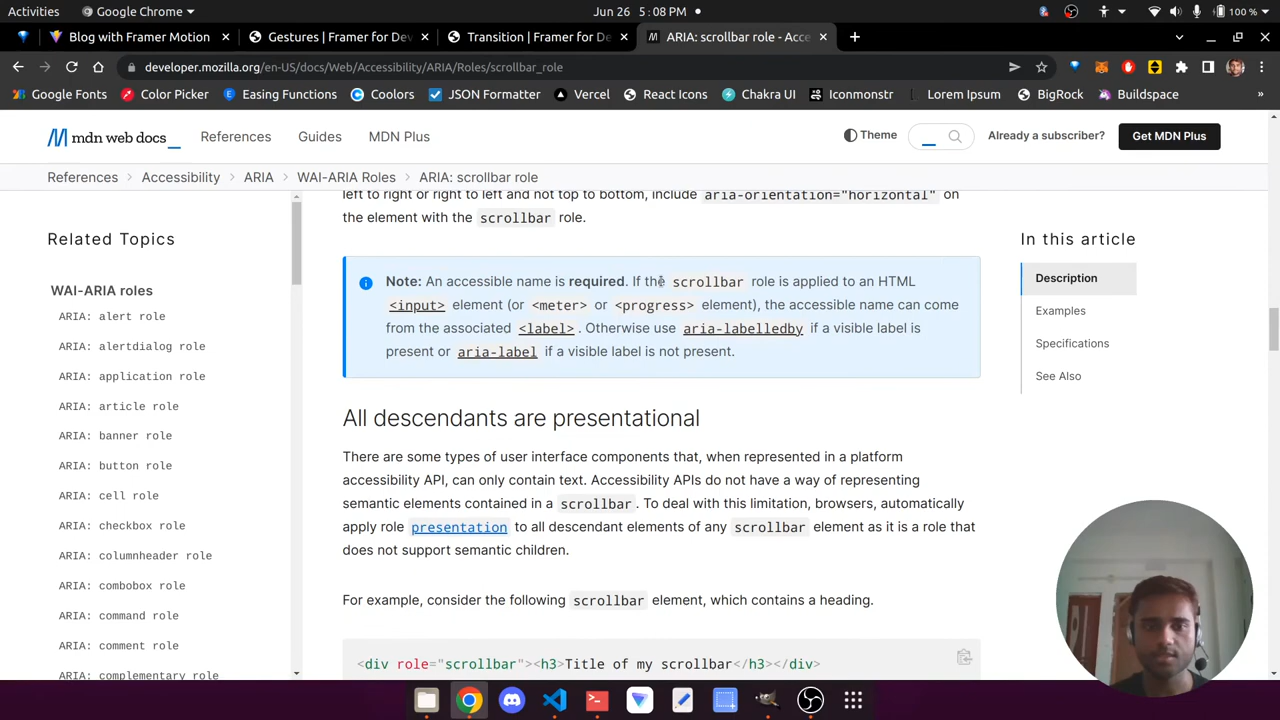 Activities
Google Chrome
Jun 26 5:08 PM
100 %
Blog with Framer Motion
Gestures | Framer for Dev
Transition | Framer for De
ARIA: scrollbar role - Acce
developer.mozilla.org/en-US/docs/Web/Accessibility/ARIA/Roles/scrollbar_role
Google Fonts
Color Picker
Easing Functions
Coolors
JSON Formatter
Vercel
React Icons
Chakra UI
Iconmonstr
Lorem Ipsum
BigRock
Buildspace
»
mdn web docs
References
Guides
MDN Plus
Theme
Already a subscriber?
Get MDN Plus
References
Accessibility
ARIA
WAI-ARIA Roles
ARIA: scrollbar role
Related Topics
WAI-ARIA roles
ARIA: alert role
ARIA: alertdialog role
ARIA: application role
ARIA: article role
ARIA: banner role
ARIA: button role
ARIA: cell role
ARIA: checkbox role
ARIA: columnheader role
ARIA: combobox role
ARIA: command role
ARIA: comment role
ARIA: complementary role
left to right or right to left and not top to bottom, include aria-orientation="horizontal" on
the element with the scrollbar role.
Note: An accessible name is required. If the scrollbar role is applied to an HTML
<input> element (or <meter> or <progress> element), the accessible name can come
from the associated <label>. Otherwise use aria-labelledby if a visible label is
present or aria-label if a visible label is not present.
All descendants are presentational
There are some types of user interface components that, when represented in a platform
accessibility API, can only contain text. Accessibility APIs do not have a way of representing
semantic elements contained in a scrollbar. To deal with this limitation, browsers, automatically
apply role presentation to all descendant elements of any scrollbar element as it is a role that
does not support semantic children.
For example, consider the following scrollbar element, which contains a heading.
<div role="scrollbar"><h3>Title of my scrollbar</h3></div>
In this article
Description
Examples
Specifications
See Also